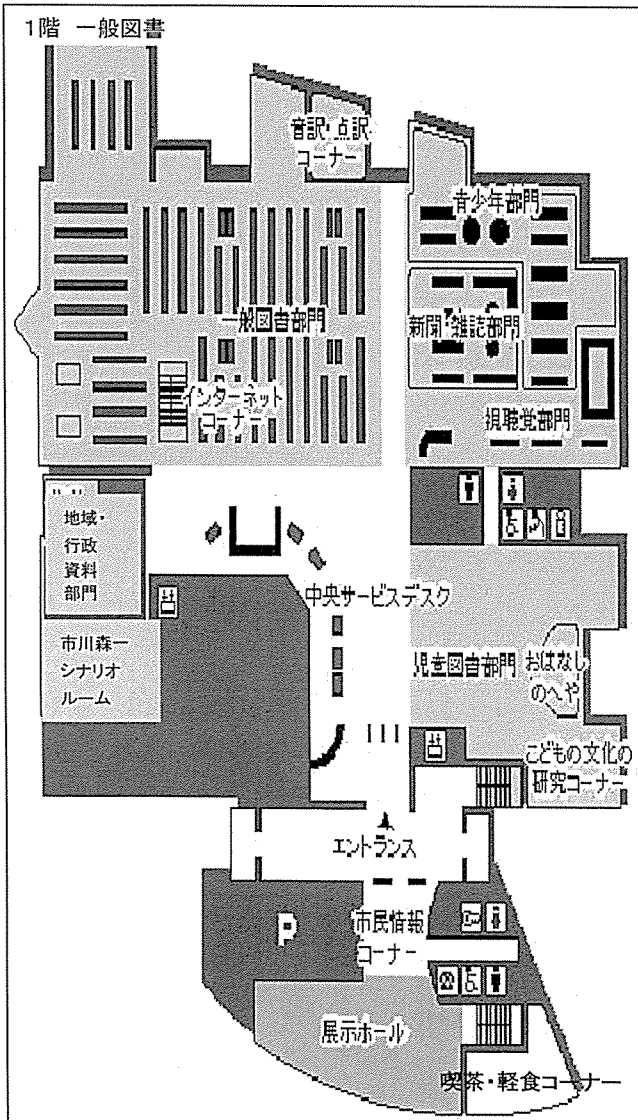 1階 一般図書
音訳・点訳
コーナー
青少年部門
一般図書部門
新聞・雑誌部門
インターネット
コーナー
視聴覚部門
地域・
行政
資料
部門
中央サービスデスク
市川森一
シナリオ
ルーム
児童図書部門
おはなし
のへや
こどもの文化の
研究コーナー
エントランス
P
市民情報
コーナー
展示ホール
喫茶・軽食コーナー